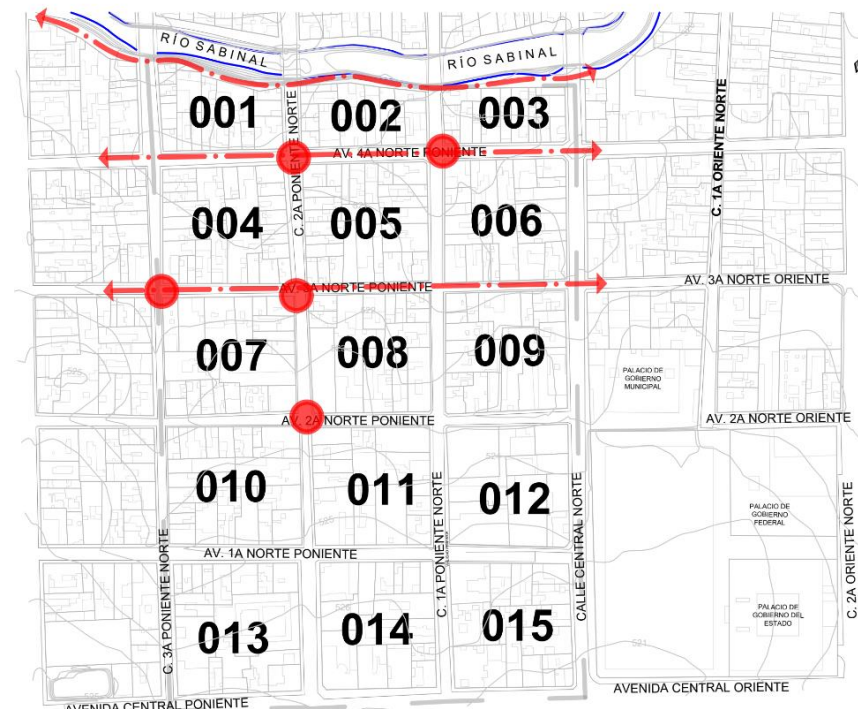 RÍO SABINAL
RÍO SABINAL
001
002
003
C. 2A PONIENTE NORTE
C. 1A ORIENTE NORTE
AV. 4A NORTE PONIENTE
004
005
006
AV. 3A NORTE PONIENTE
AV. 3A NORTE ORIENTE
007
008
009
PALACIO DE
GOBIERNO
MUNICIPAL
AV. 2A NORTE PONIENTE
AV. 2A NORTE ORIENTE
010
011
012
C. 3A PONIENTE NORTE
C. 1A PONIENTE NORTE
CALLE CENTRAL NORTE
PALACIO DE
GOBIERNO
FEDERAL
C. 2A ORIENTE NORTE
AV. 1A NORTE PONIENTE
013
014
015
PALACIO DE
GOBIERNO DEL
ESTADO
521
AVENIDA CENTRAL PONIENTE
AVENIDA CENTRAL ORIENTE